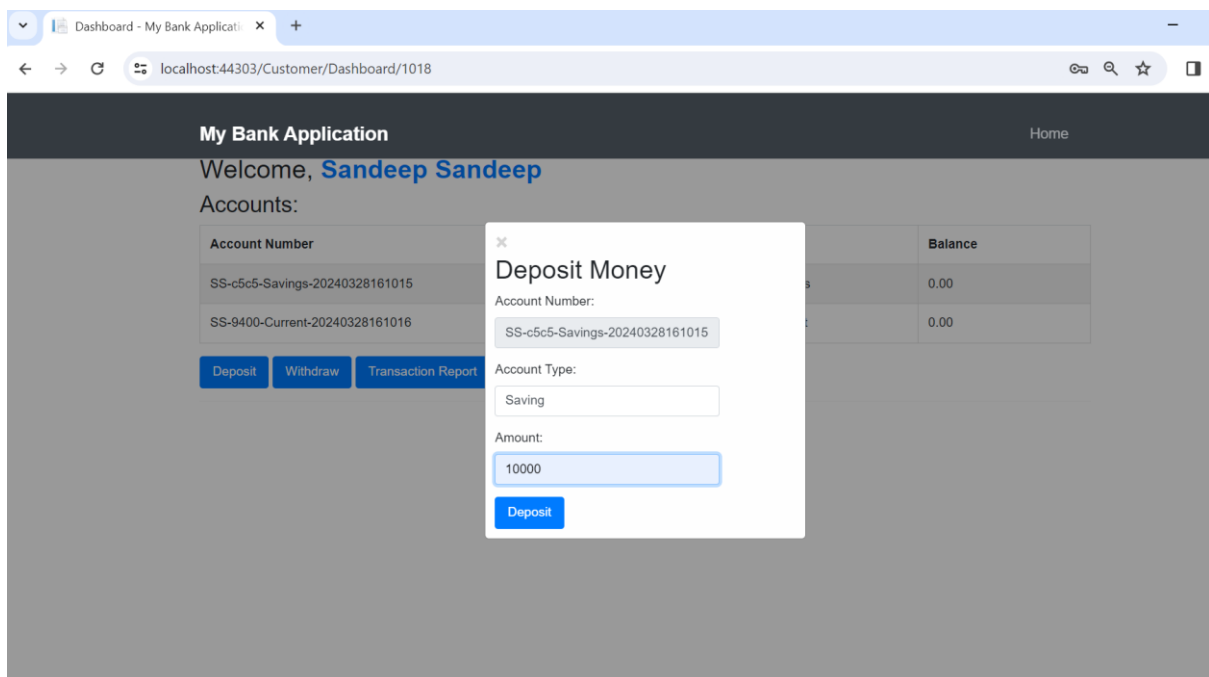 Dashboard - My Bank Applicati
localhost:44303/Customer/Dashboard/1018
My Bank Application Home
Welcome, Sandeep Sandeep
Accounts:
Account Number Balance
SS-c5c5-Savings-20240328161015 s 0.00
SS-9400-Current-20240328161016 t 0.00
Deposit Withdraw Transaction Report
×
Deposit Money
Account Number:
SS-c5c5-Savings-20240328161015
Account Type:
Saving
Amount:
10000
Deposit